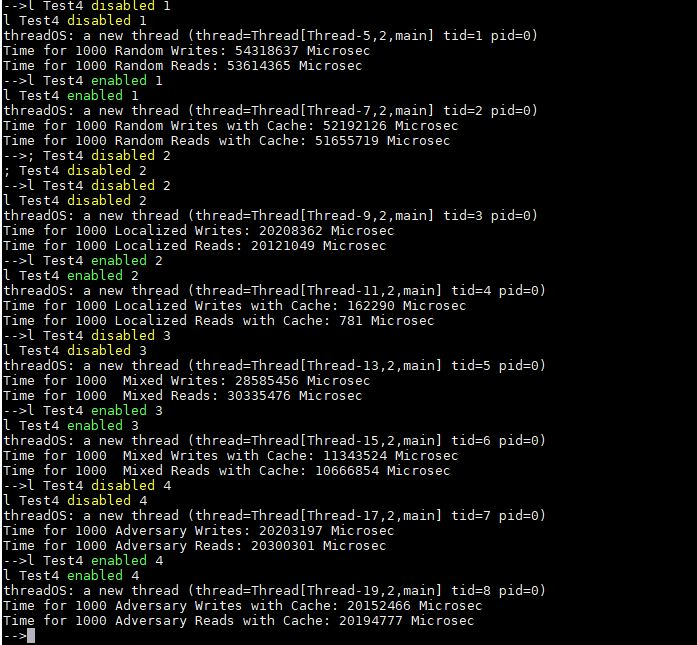 -->l Test4 disabled 1
l Test4 disabled 1
threadOS: a new thread (thread=Thread[Thread-5,2,main] tid=1 pid=0)
Time for 1000 Random Writes: 54318637 Microsec
Time for 1000 Random Reads: 53614365 Microsec
-->l Test4 enabled 1
l Test4 enabled 1
threadOS: a new thread (thread=Thread[Thread-7,2,main] tid=2 pid=0)
Time for 1000 Random Writes with Cache: 52192126 Microsec
Time for 1000 Random Reads with Cache: 51655719 Microsec
-->; Test4 disabled 2
; Test4 disabled 2
-->l Test4 disabled 2
l Test4 disabled 2
threadOS: a new thread (thread=Thread[Thread-9,2,main] tid=3 pid=0)
Time for 1000 Localized Writes: 20208362 Microsec
Time for 1000 Localized Reads: 20121049 Microsec
-->l Test4 enabled 2
l Test4 enabled 2
threadOS: a new thread (thread=Thread[Thread-11,2,main] tid=4 pid=0)
Time for 1000 Localized Writes with Cache: 162290 Microsec
Time for 1000 Localized Reads with Cache: 781 Microsec
-->l Test4 disabled 3
l Test4 disabled 3
threadOS: a new thread (thread=Thread[Thread-13,2,main] tid=5 pid=0)
Time for 1000  Mixed Writes: 28585456 Microsec
Time for 1000  Mixed Reads: 30335476 Microsec
-->l Test4 enabled 3
l Test4 enabled 3
threadOS: a new thread (thread=Thread[Thread-15,2,main] tid=6 pid=0)
Time for 1000  Mixed Writes with Cache: 11343524 Microsec
Time for 1000  Mixed Reads with Cache: 10666854 Microsec
-->l Test4 disabled 4
l Test4 disabled 4
threadOS: a new thread (thread=Thread[Thread-17,2,main] tid=7 pid=0)
Time for 1000 Adversary Writes: 20203197 Microsec
Time for 1000 Adversary Reads: 20300301 Microsec
-->l Test4 enabled 4
l Test4 enabled 4
threadOS: a new thread (thread=Thread[Thread-19,2,main] tid=8 pid=0)
Time for 1000 Adversary Writes with Cache: 20152466 Microsec
Time for 1000 Adversary Reads with Cache: 20194777 Microsec
-->